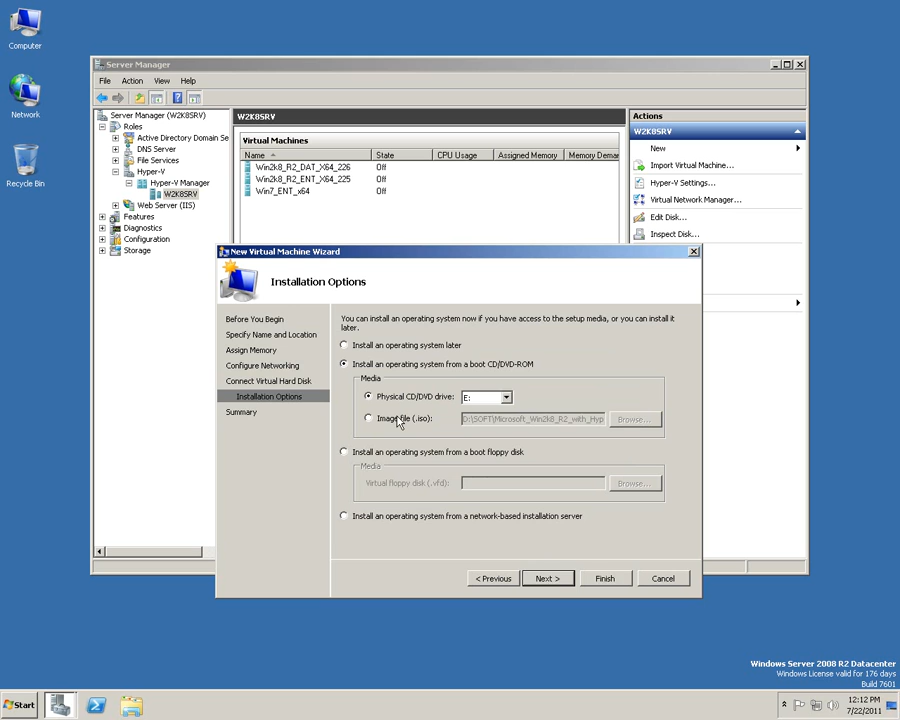 Computer
Network
Recycle Bin
Server Manager
File Action View Help
Server Manager (W2K8SRV)
Roles
Active Directory Domain Se
DNS Server
File Services
Hyper-V
Hyper-V Manager
W2K8SRV
Web Server (IIS)
Features
Diagnostics
Configuration
Storage
W2K8SRV
Virtual Machines
Name State CPU Usage Assigned Memory Memory Deman
Win2k8_R2_DAT_X64_226 Off
Win2k8_R2_ENT_X64_225 Off
Win7_ENT_x64 Off
Actions
W2K8SRV
New
Import Virtual Machine...
Hyper-V Settings...
Virtual Network Manager...
Edit Disk...
Inspect Disk...
New Virtual Machine Wizard
Installation Options
Before You Begin
Specify Name and Location
Assign Memory
Configure Networking
Connect Virtual Hard Disk
Installation Options
Summary
You can install an operating system now if you have access to the setup media, or you can install it
later.
Install an operating system later
Install an operating system from a boot CD/DVD-ROM
Media
Physical CD/DVD drive: E:
Image file (.iso): D:\SOFT\Microsoft_Win2k8_R2_with_Hyp Browse...
Install an operating system from a boot floppy disk
Media
Virtual floppy disk (.vfd): Browse...
Install an operating system from a network-based installation server
< Previous Next > Finish Cancel
Windows Server 2008 R2 Datacenter
Windows License valid for 176 days
Build 7601
Start
12:12 PM
7/22/2011